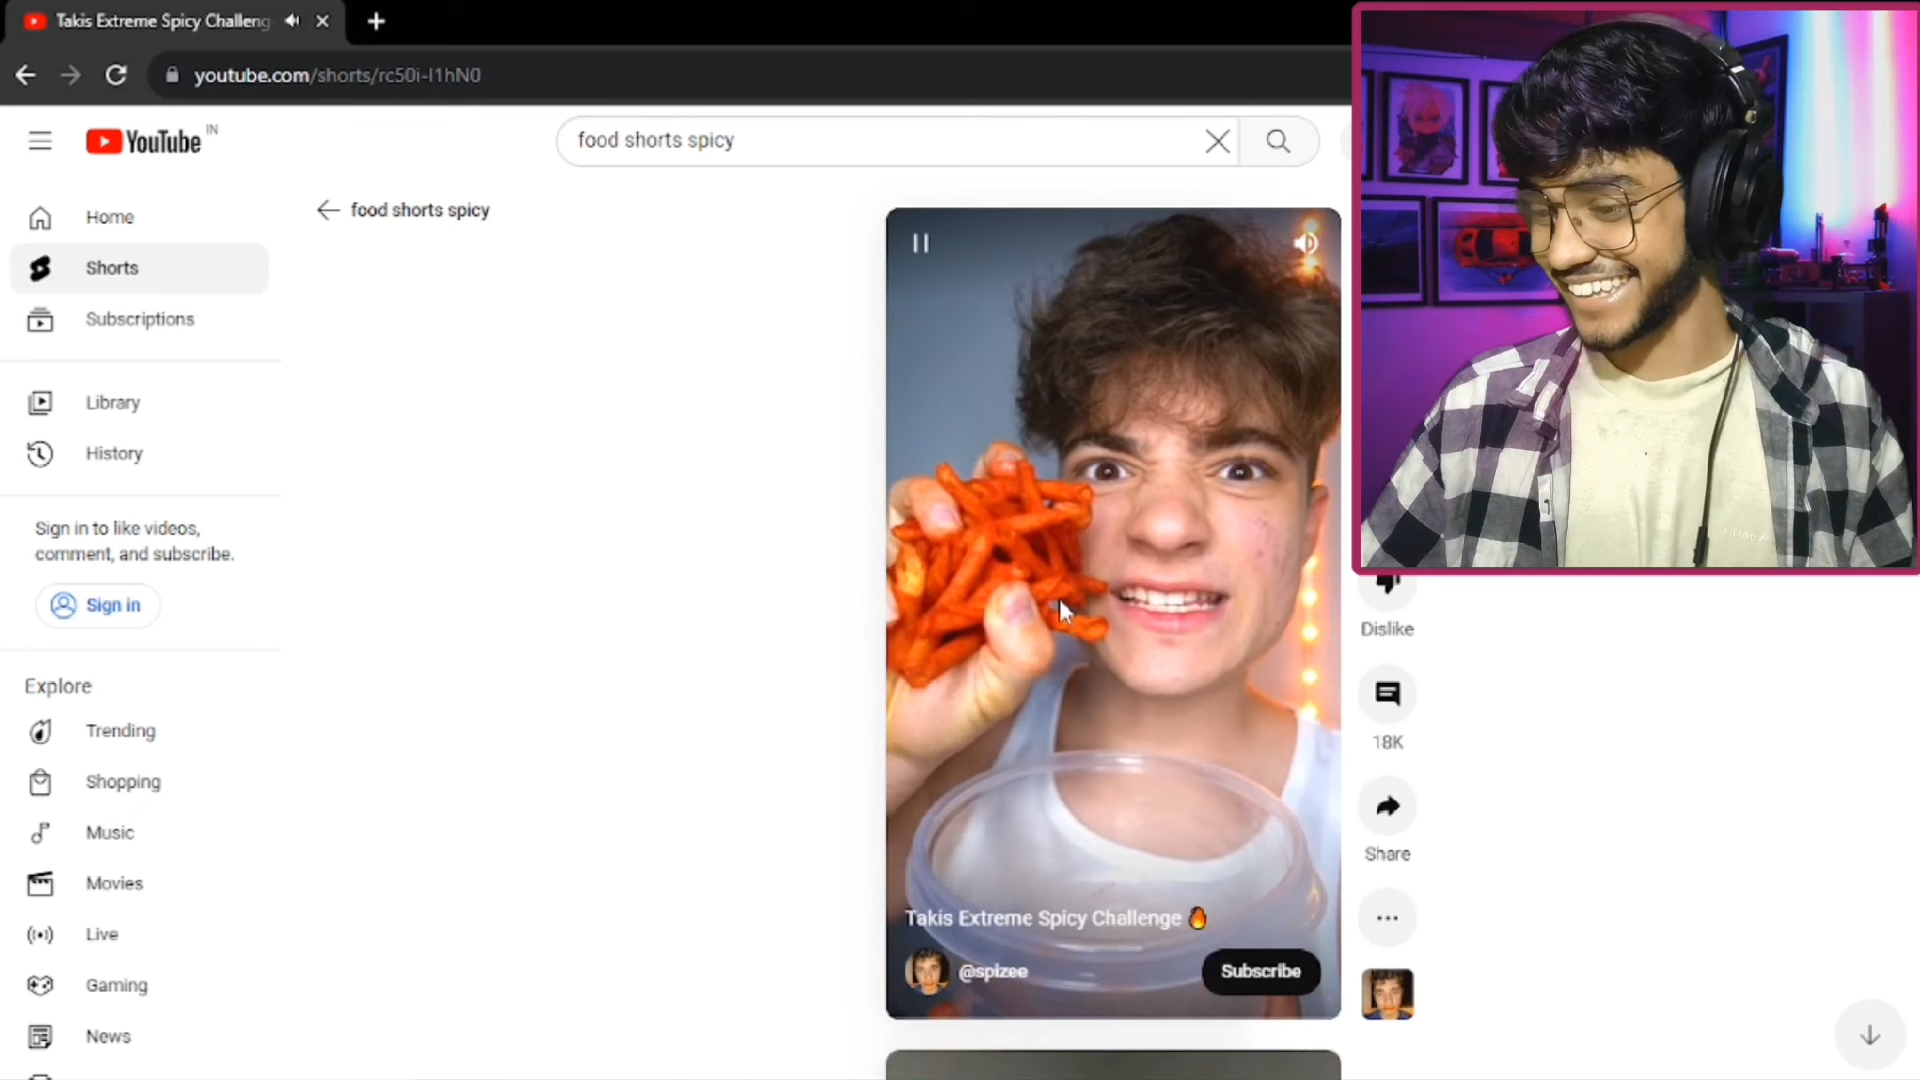 Takis Extreme Spicy Challeng
youtube.com/shorts/rc50i-I1hN0
YouTube IN
food shorts spicy
food shorts spicy
Home
Shorts
Subscriptions
Library
History
Sign in to like videos,
comment, and subscribe.
Sign in
Explore
Trending
Shopping
Music
Movies
Live
Gaming
News
Takis Extreme Spicy Challenge 🔥
@spizee
Subscribe
Dislike
18K
Share